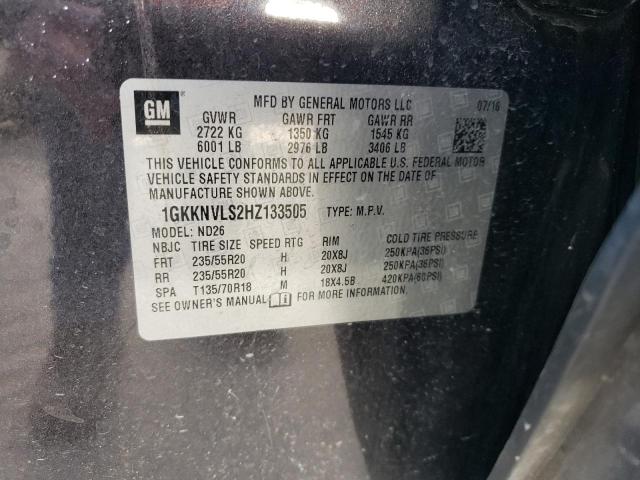 GM
MFD BY GENERAL MOTORS LLC 07/16
GVWR GAWR FRT GAWR RR
2722 KG 1350 KG 1545 KG
6001 LB 2976 LB 3406 LB
THIS VEHICLE CONFORMS TO ALL APPLICABLE U.S. FEDERAL MOTOR
VEHICLE SAFETY STANDARDS IN EFFECT ON THE DATE OF
MANUFACTURE SHOWN ABOVE.
1GKKNVLS2HZ133505 TYPE: M.P.V.
MODEL: ND26
NBJC TIRE SIZE SPEED RTG RIM COLD TIRE PRESSURE
FRT 235/55R20 H 20X8J 250KPA(36PSI)
RR 235/55R20 H 20X8J 250KPA(36PSI)
SPA T135/70R18 M 18X4.5B 420KPA(60PSI)
SEE OWNER'S MANUAL FOR MORE INFORMATION.